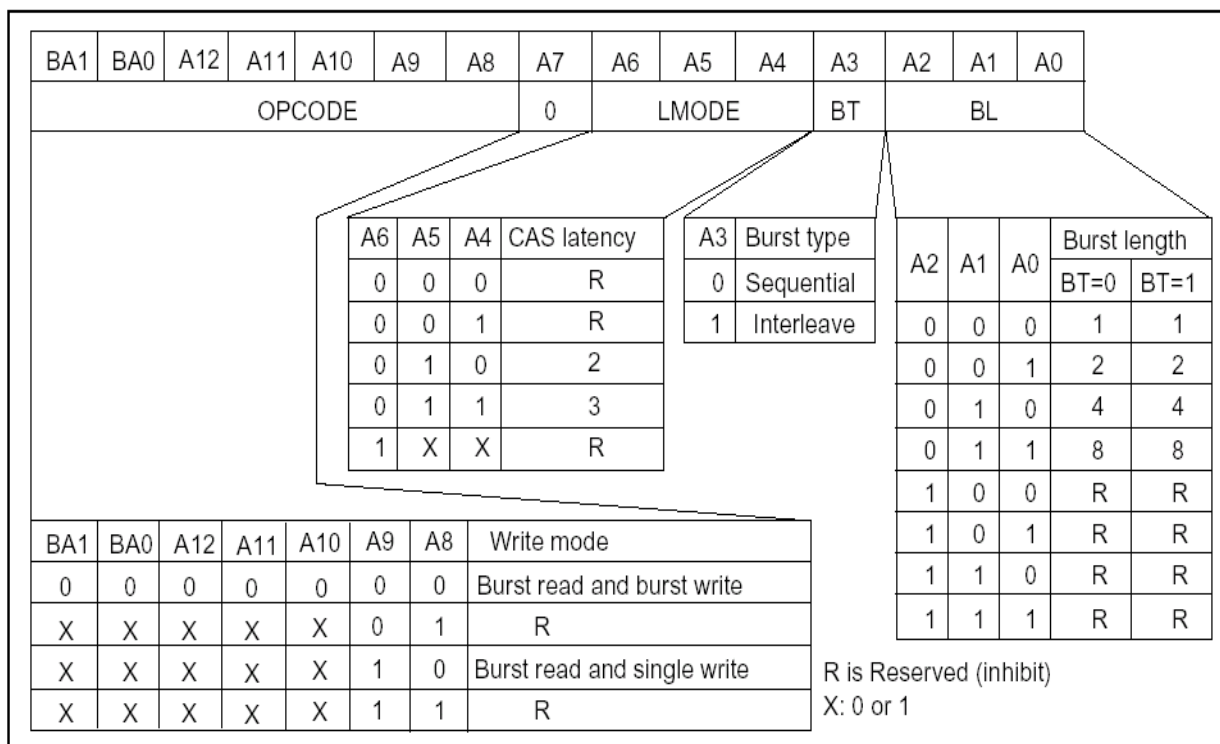 BA1 BA0 A12 A11 A10 A9 A8 A7 A6 A5 A4 A3 A2 A1 A0
OPCODE 0 LMODE BT BL
A6 A5 A4 CAS latency
0 0 0 R
0 0 1 R
0 1 0 2
0 1 1 3
1 X X R
A3 Burst type
0 Sequential
1 Interleave
A2 A1 A0 Burst length
BT=0 BT=1
0 0 0 1 1
0 0 1 2 2
0 1 0 4 4
0 1 1 8 8
1 0 0 R R
1 0 1 R R
1 1 0 R R
1 1 1 R R
BA1 BA0 A12 A11 A10 A9 A8 Write mode
0 0 0 0 0 0 0 Burst read and burst write
X X X X X 0 1 R
X X X X X 1 0 Burst read and single write
X X X X X 1 1 R
R is Reserved (inhibit)
X: 0 or 1